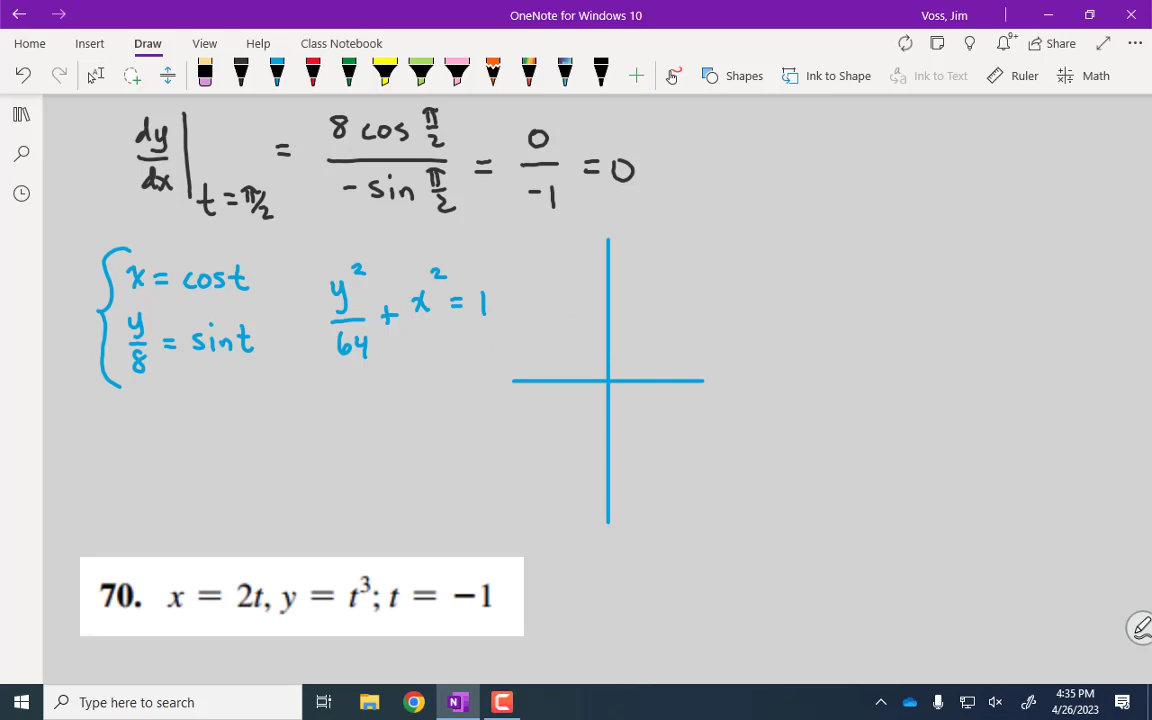 OneNote for Windows 10
Voss, Jim
Home Insert Draw View Help Class Notebook
9+ Share
Shapes Ink to Shape Ink to Text Ruler Math
dy/dx | t = π/2 = 8 cos π/2 / - sin π/2 = 0/-1 = 0
x = cost
y/8 = sint
y²/64 + x² = 1
70. x = 2t, y = t³; t = −1
Type here to search
4:35 PM
4/26/2023